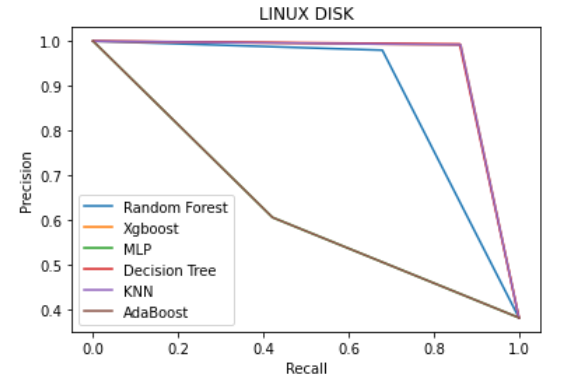 LINUX DISK
1.0
0.9
0.8
0.7
0.6
0.5
0.4
Precision
Random Forest
Xgboost
MLP
Decision Tree
KNN
AdaBoost
0.0 0.2 0.4 0.6 0.8 1.0
Recall